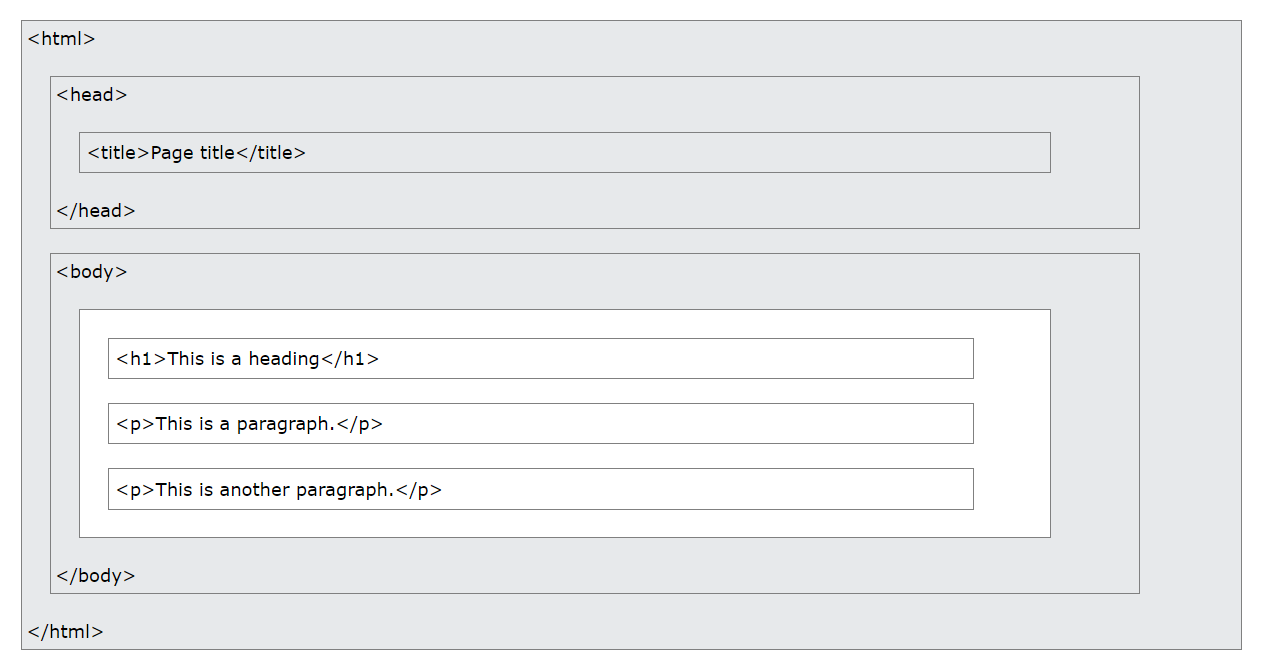 <html>
<head>
<title>Page title</title>
</head>
<body>
<h1>This is a heading</h1>
<p>This is a paragraph.</p>
<p>This is another paragraph.</p>
</body>
</html>